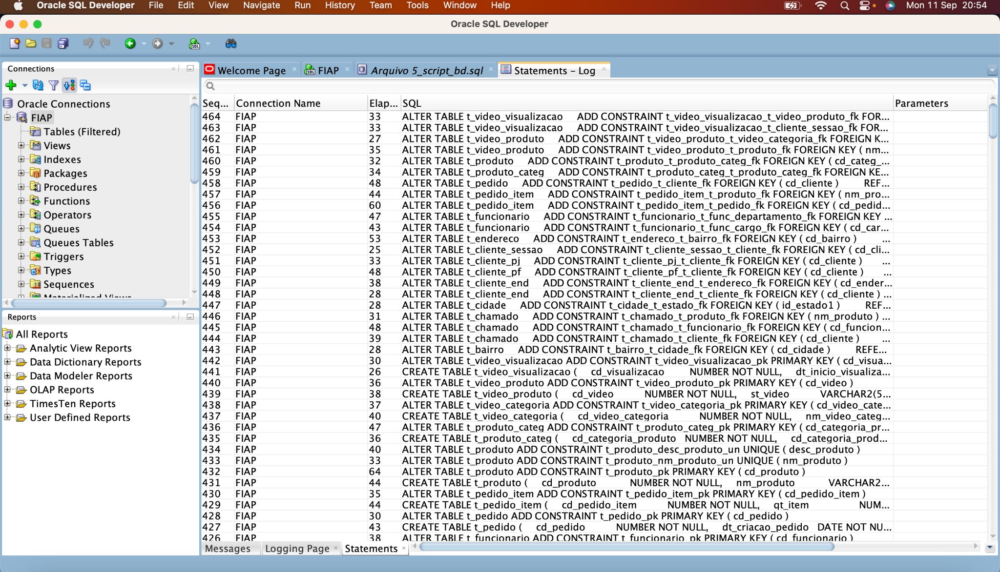 Oracle SQL Developer File Edit View Navigate Run History Team Tools Window Help Mon 11 Sep 20:54
Oracle SQL Developer
Connections
Oracle Connections
FIAP
Tables (Filtered)
Views
Indexes
Packages
Procedures
Functions
Operators
Queues
Queues Tables
Triggers
Types
Sequences
Materialized Views
Reports
All Reports
Analytic View Reports
Data Dictionary Reports
Data Modeler Reports
OLAP Reports
TimesTen Reports
User Defined Reports
Welcome Page FIAP Arquivo 5_script_bd.sql Statements - Log
Seq... Connection Name Elap... SQL Parameters
464 FIAP 33 ALTER TABLE t_video_visualizacao ADD CONSTRAINT t_video_visualizacao_t_video_produto_fk FOR...
463 FIAP 33 ALTER TABLE t_video_visualizacao ADD CONSTRAINT t_video_visualizacao_t_cliente_sessao_fk FOR...
462 FIAP 27 ALTER TABLE t_video_produto ADD CONSTRAINT t_video_produto_t_video_categoria_fk FOREIGN K...
461 FIAP 35 ALTER TABLE t_video_produto ADD CONSTRAINT t_video_produto_t_produto_fk FOREIGN KEY ( nm...
460 FIAP 32 ALTER TABLE t_produto ADD CONSTRAINT t_produto_t_produto_categ_fk FOREIGN KEY ( cd_categ_...
459 FIAP 34 ALTER TABLE t_produto_categ ADD CONSTRAINT t_produto_categ_t_produto_categ_fk FOREIGN KE...
458 FIAP 48 ALTER TABLE t_pedido ADD CONSTRAINT t_pedido_t_cliente_fk FOREIGN KEY ( cd_cliente ) REF...
457 FIAP 44 ALTER TABLE t_pedido_item ADD CONSTRAINT t_pedido_item_t_produto_fk FOREIGN KEY ( nm_pro...
456 FIAP 60 ALTER TABLE t_pedido_item ADD CONSTRAINT t_pedido_item_t_pedido_fk FOREIGN KEY ( cd_pedid...
455 FIAP 47 ALTER TABLE t_funcionario ADD CONSTRAINT t_funcionario_t_func_departamento_fk FOREIGN KEY ...
454 FIAP 43 ALTER TABLE t_funcionario ADD CONSTRAINT t_funcionario_t_func_cargo_fk FOREIGN KEY ( cd_car...
453 FIAP 53 ALTER TABLE t_endereco ADD CONSTRAINT t_endereco_t_bairro_fk FOREIGN KEY ( cd_bairro ) ...
452 FIAP 25 ALTER TABLE t_cliente_sessao ADD CONSTRAINT t_cliente_sessao_t_cliente_fk FOREIGN KEY ( cd_cli...
451 FIAP 33 ALTER TABLE t_cliente_pj ADD CONSTRAINT t_cliente_pj_t_cliente_fk FOREIGN KEY ( cd_cliente ) ...
450 FIAP 48 ALTER TABLE t_cliente_pf ADD CONSTRAINT t_cliente_pf_t_cliente_fk FOREIGN KEY ( cd_cliente ) ...
449 FIAP 38 ALTER TABLE t_cliente_end ADD CONSTRAINT t_cliente_end_t_endereco_fk FOREIGN KEY ( cd_ender...
448 FIAP 28 ALTER TABLE t_cliente_end ADD CONSTRAINT t_cliente_end_t_cliente_fk FOREIGN KEY ( cd_cliente ) ...
447 FIAP 28 ALTER TABLE t_cidade ADD CONSTRAINT t_cidade_t_estado_fk FOREIGN KEY ( id_estado1 ) REF...
446 FIAP 31 ALTER TABLE t_chamado ADD CONSTRAINT t_chamado_t_produto_fk FOREIGN KEY ( nm_produto ) ...
445 FIAP 48 ALTER TABLE t_chamado ADD CONSTRAINT t_chamado_t_funcionario_fk FOREIGN KEY ( cd_funcion...
444 FIAP 39 ALTER TABLE t_chamado ADD CONSTRAINT t_chamado_t_cliente_fk FOREIGN KEY ( cd_cliente ) ...
443 FIAP 28 ALTER TABLE t_bairro ADD CONSTRAINT t_bairro_t_cidade_fk FOREIGN KEY ( cd_cidade ) REFE...
442 FIAP 30 ALTER TABLE t_video_visualizacao ADD CONSTRAINT t_video_visualizacao_pk PRIMARY KEY ( cd_visua...
441 FIAP 26 CREATE TABLE t_video_visualizacao ( cd_visualizacao NUMBER NOT NULL, dt_inicio_visualiza...
440 FIAP 36 ALTER TABLE t_video_produto ADD CONSTRAINT t_video_produto_pk PRIMARY KEY ( cd_video )
439 FIAP 38 CREATE TABLE t_video_produto ( cd_video NUMBER NOT NULL, st_video VARCHAR2(5...
438 FIAP 37 ALTER TABLE t_video_categoria ADD CONSTRAINT t_video_categoria_pk PRIMARY KEY ( cd_video_cate...
437 FIAP 40 CREATE TABLE t_video_categoria ( cd_video_categoria NUMBER NOT NULL, nm_video_categ...
436 FIAP 47 ALTER TABLE t_produto_categ ADD CONSTRAINT t_produto_categ_pk PRIMARY KEY ( cd_categoria_pr...
435 FIAP 36 CREATE TABLE t_produto_categ ( cd_categoria_produto NUMBER NOT NULL, cd_categoria_prod...
434 FIAP 40 ALTER TABLE t_produto ADD CONSTRAINT t_produto_desc_produto_un UNIQUE ( desc_produto )
433 FIAP 33 ALTER TABLE t_produto ADD CONSTRAINT t_produto_nm_produto_un UNIQUE ( nm_produto )
432 FIAP 64 ALTER TABLE t_produto ADD CONSTRAINT t_produto_pk PRIMARY KEY ( cd_produto )
431 FIAP 44 CREATE TABLE t_produto ( cd_produto NUMBER NOT NULL, nm_produto VARCHAR2...
430 FIAP 35 ALTER TABLE t_pedido_item ADD CONSTRAINT t_pedido_item_pk PRIMARY KEY ( cd_pedido_item )
429 FIAP 44 CREATE TABLE t_pedido_item ( cd_pedido_item NUMBER NOT NULL, qt_item NUM...
428 FIAP 30 ALTER TABLE t_pedido ADD CONSTRAINT t_pedido_pk PRIMARY KEY ( cd_pedido )
427 FIAP 43 CREATE TABLE t_pedido ( cd_pedido NUMBER NOT NULL, dt_criacao_pedido DATE NOT NU...
426 FIAP 38 ALTER TABLE t_funcionario ADD CONSTRAINT t_funcionario_pk PRIMARY KEY ( cd_funcionario )
Messages Logging Page Statements